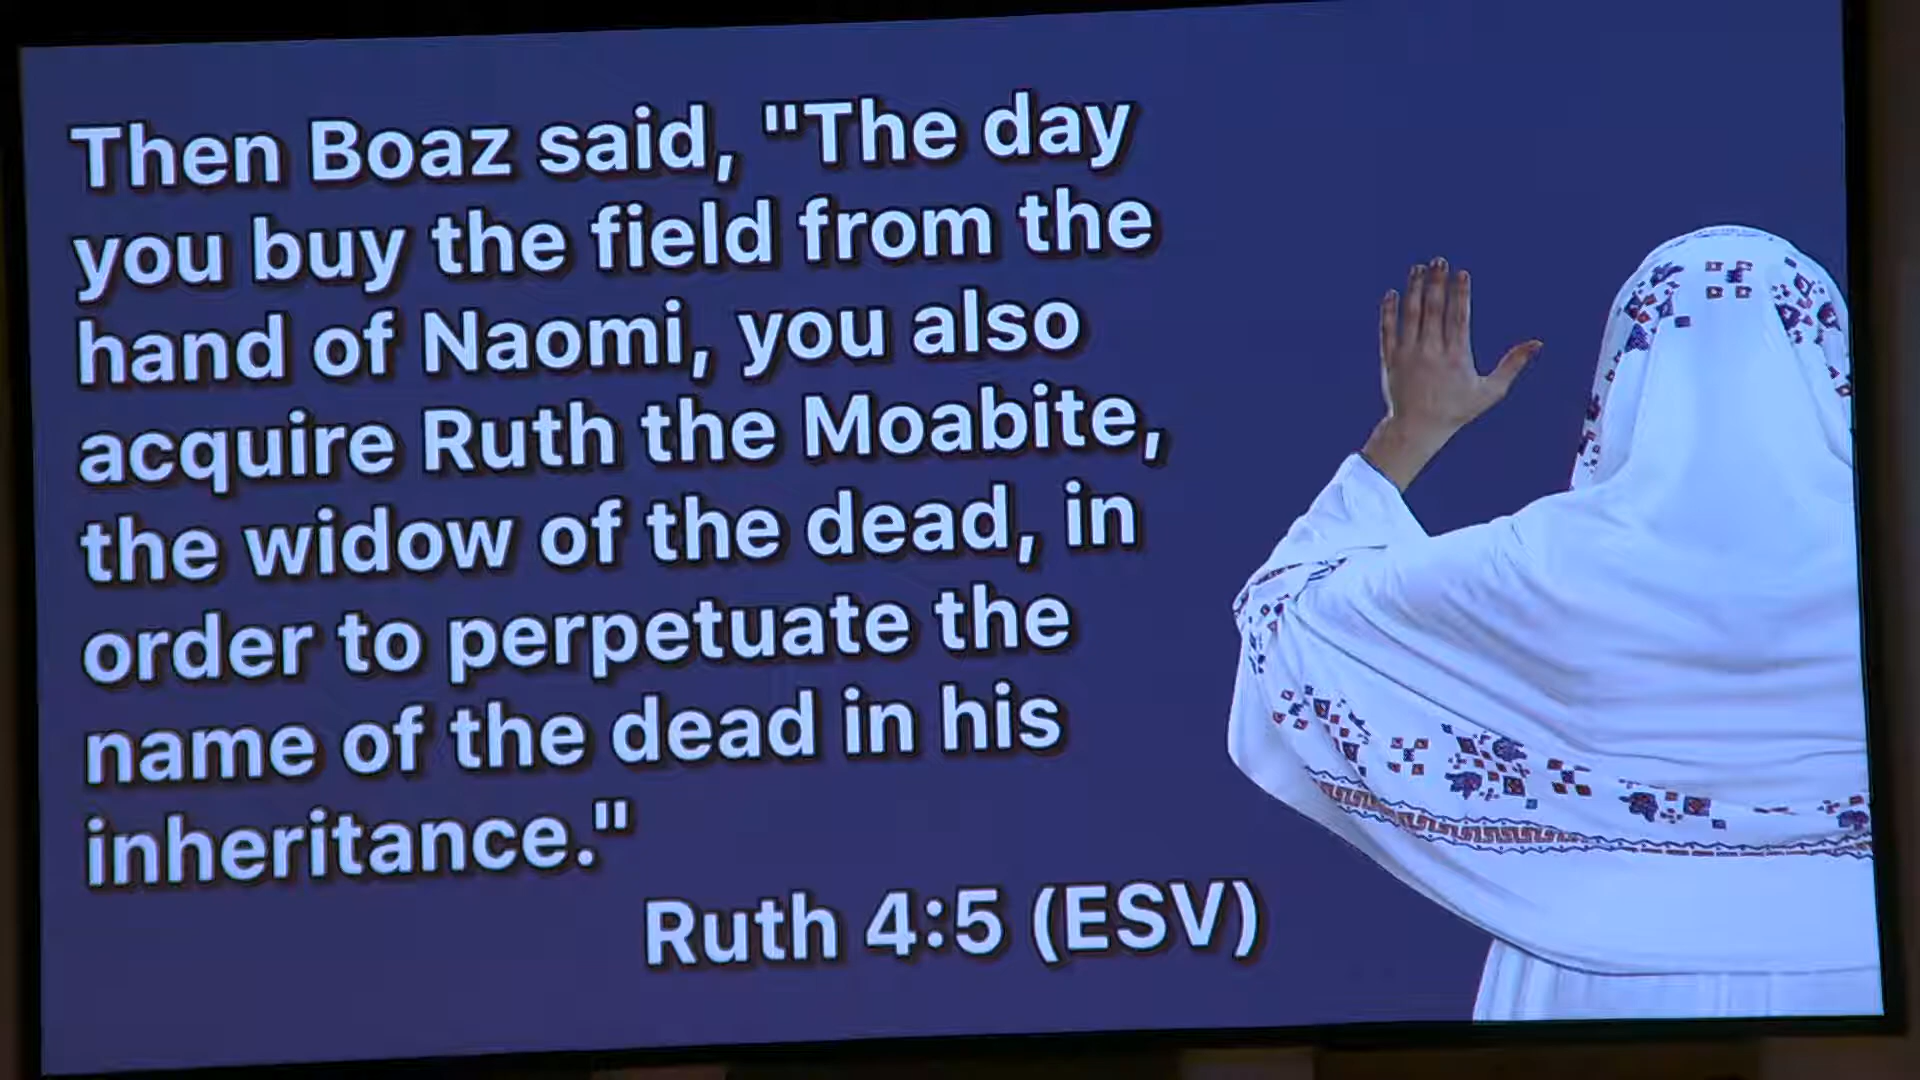 Then Boaz said, "The day
you buy the field from the
hand of Naomi, you also
acquire Ruth the Moabite,
the widow of the dead, in
order to perpetuate the
name of the dead in his
inheritance."
Ruth 4:5 (ESV)